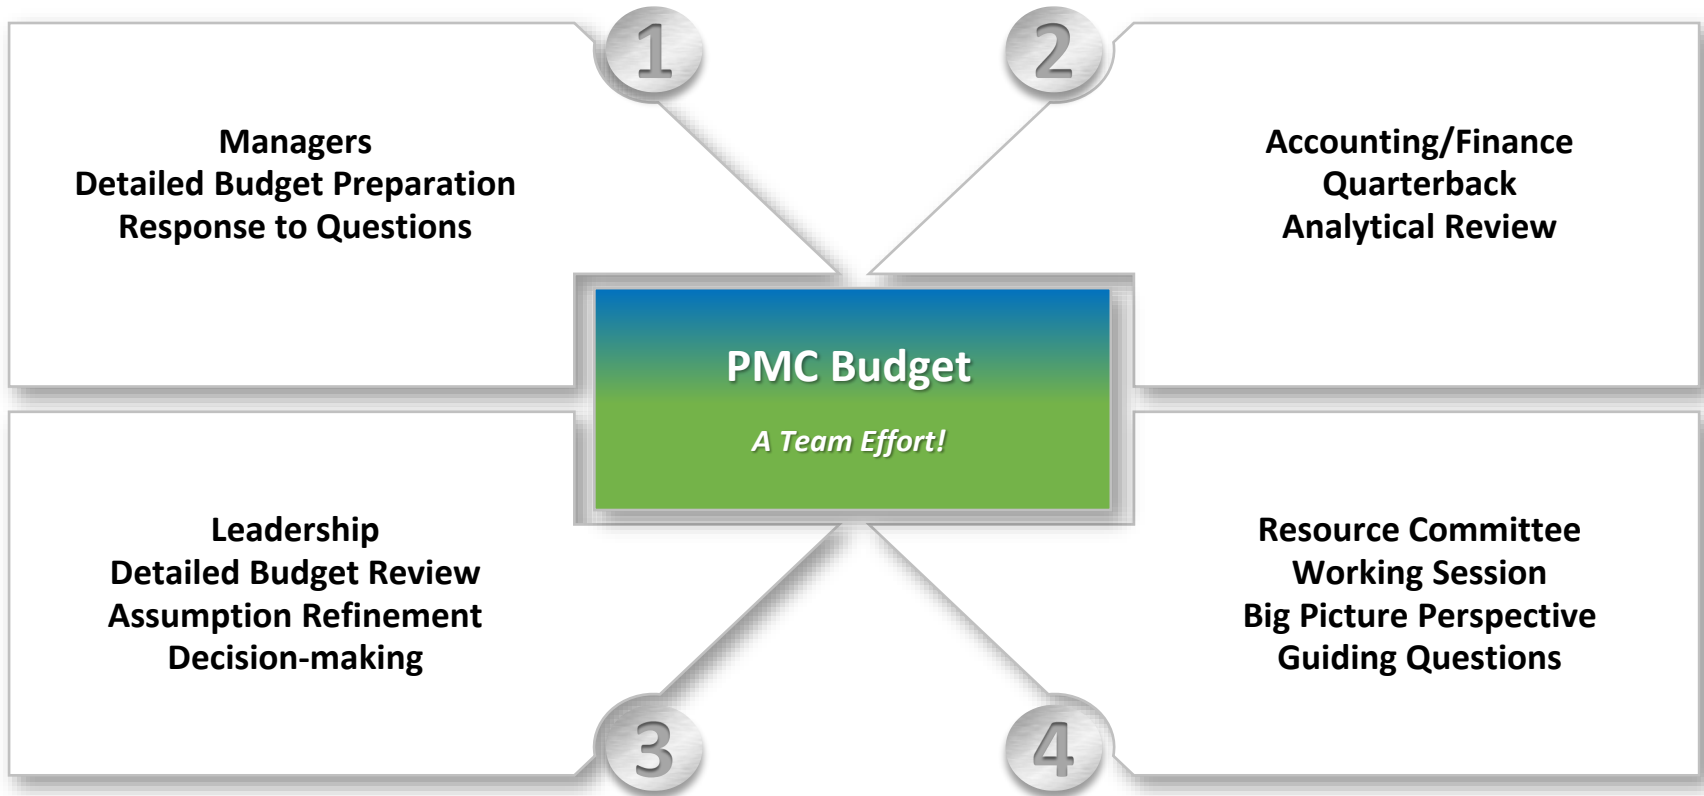 1
Managers
Detailed Budget Preparation
Response to Questions
2
Accounting/Finance
Quarterback
Analytical Review
PMC Budget
A Team Effort!
3
Leadership
Detailed Budget Review
Assumption Refinement
Decision-making
4
Resource Committee
Working Session
Big Picture Perspective
Guiding Questions